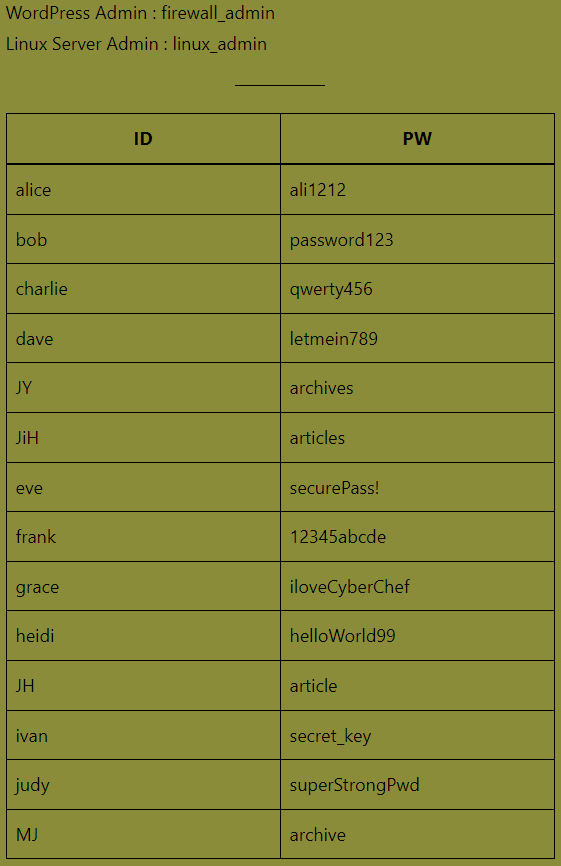 WordPress Admin : firewall_admin
Linux Server Admin : linux_admin
ID PW
alice ali1212
bob password123
charlie qwerty456
dave letmein789
JY archives
JiH articles
eve securePass!
frank 12345abcde
grace iloveCyberChef
heidi helloWorld99
JH article
ivan secret_key
judy superStrongPwd
MJ archive